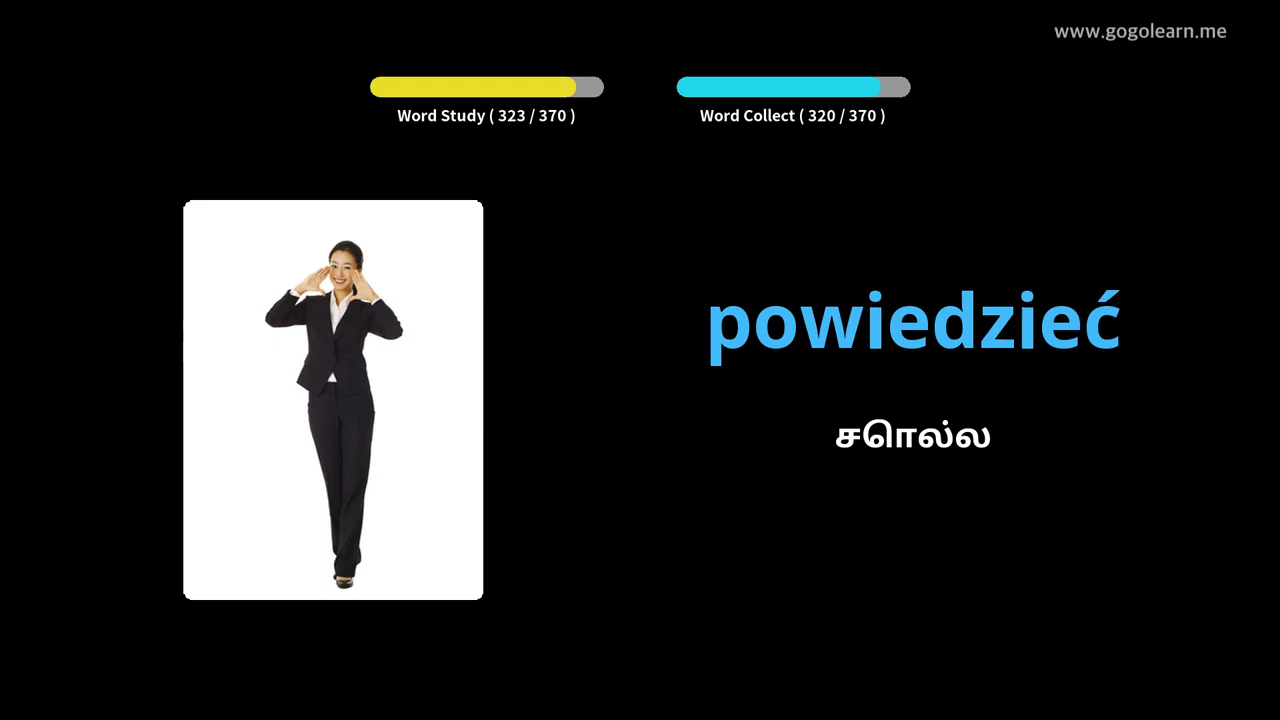 www.gogolearn.me
Word Study ( 323 / 370 )
Word Collect ( 320 / 370 )
powiedzieć
சொல்ல